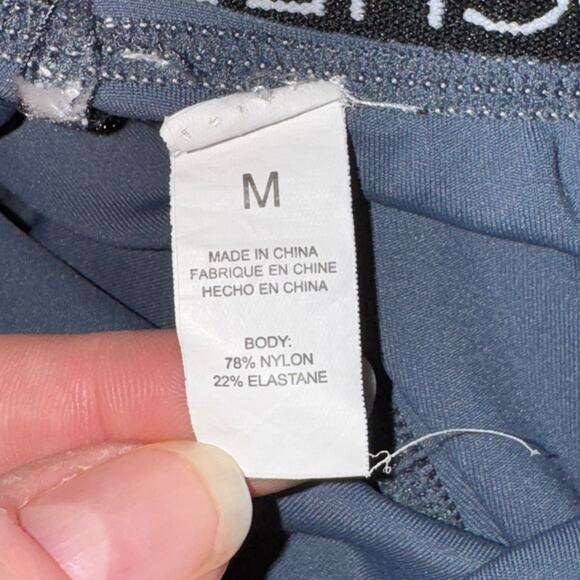 M
MADE IN CHINA
FABRIQUE EN CHINE
HECHO EN CHINA
BODY:
78% NYLON
22% ELASTANE